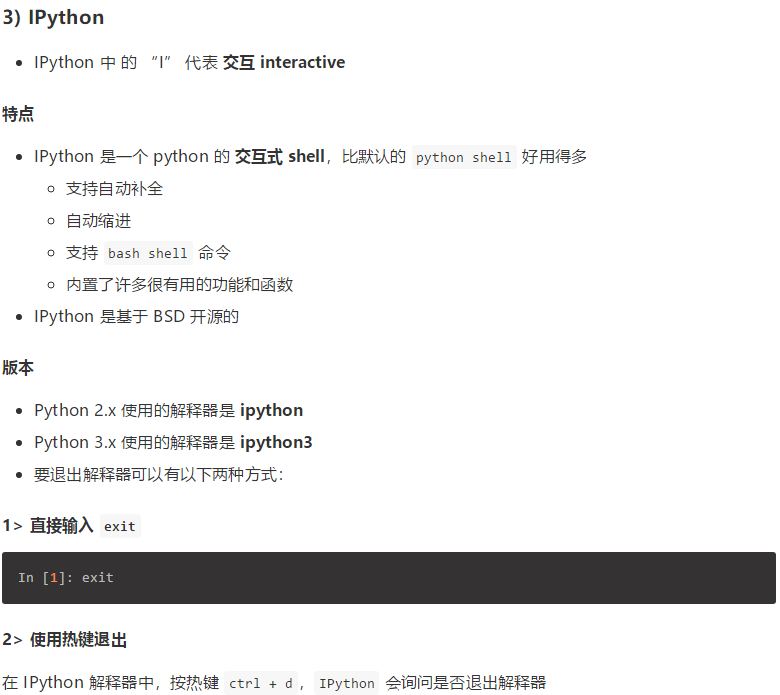 3) IPython
IPython 中 的 “I” 代表 交互 interactive
特点
IPython 是一个 python 的 交互式 shell，比默认的 python shell 好用得多
支持自动补全
自动缩进
支持 bash shell 命令
内置了许多很有用的功能和函数
IPython 是基于 BSD 开源的
版本
Python 2.x 使用的解释器是 ipython
Python 3.x 使用的解释器是 ipython3
要退出解释器可以有以下两种方式：
1> 直接输入 exit
In [1]: exit
2> 使用热键退出
在 IPython 解释器中，按热键 ctrl + d，IPython 会询问是否退出解释器